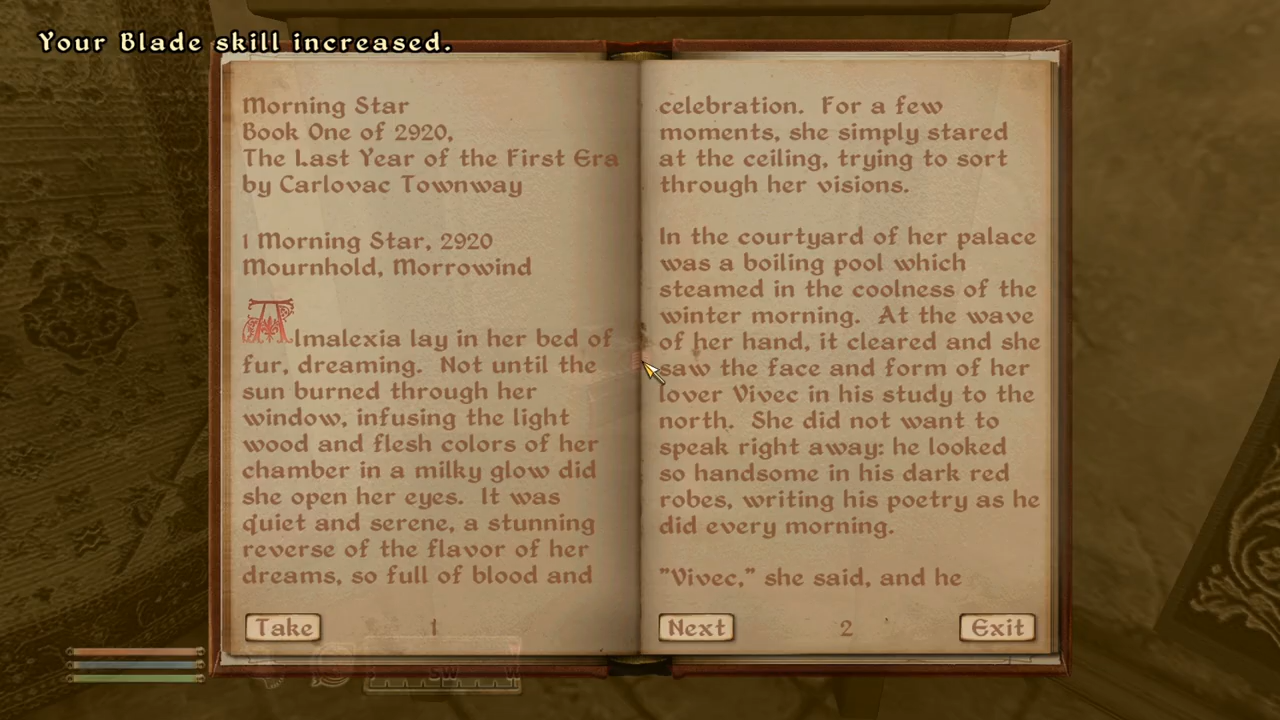 Your Blade skill increased.
Morning Star
Book One of 2920,
The Last Year of the First Era
by Carlovac Townway
1 Morning Star, 2920
Mournhold, Morrowind
Almalexia lay in her bed of
fur, dreaming. Not until the
sun burned through her
window, infusing the light
wood and flesh colors of her
chamber in a milky glow did
she open her eyes. It was
quiet and serene, a stunning
reverse of the flavor of her
dreams, so full of blood and
Take
1
celebration. For a few
moments, she simply stared
at the ceiling, trying to sort
through her visions.
In the courtyard of her palace
was a boiling pool which
steamed in the coolness of the
winter morning. At the wave
of her hand, it cleared and she
saw the face and form of her
lover Vivec in his study to the
north. She did not want to
speak right away: he looked
so handsome in his dark red
robes, writing his poetry as he
did every morning.
"Vivec," she said, and he
Next
2
Exit
SW
W